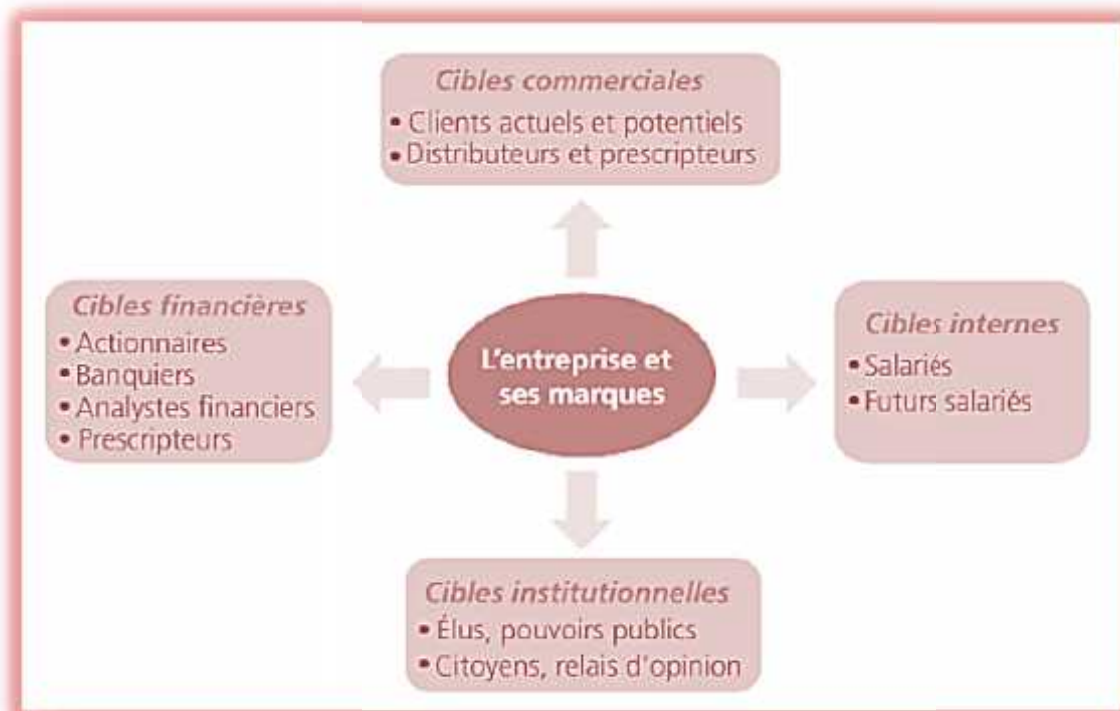 Cibles commerciales
• Clients actuels et potentiels
• Distributeurs et prescripteurs
Cibles financières
• Actionnaires
• Banquiers
• Analystes financiers
• Prescripteurs
L'entreprise et
ses marques
Cibles internes
• Salariés
• Futurs salariés
Cibles institutionnelles
• Élus, pouvoirs publics
• Citoyens, relais d'opinion